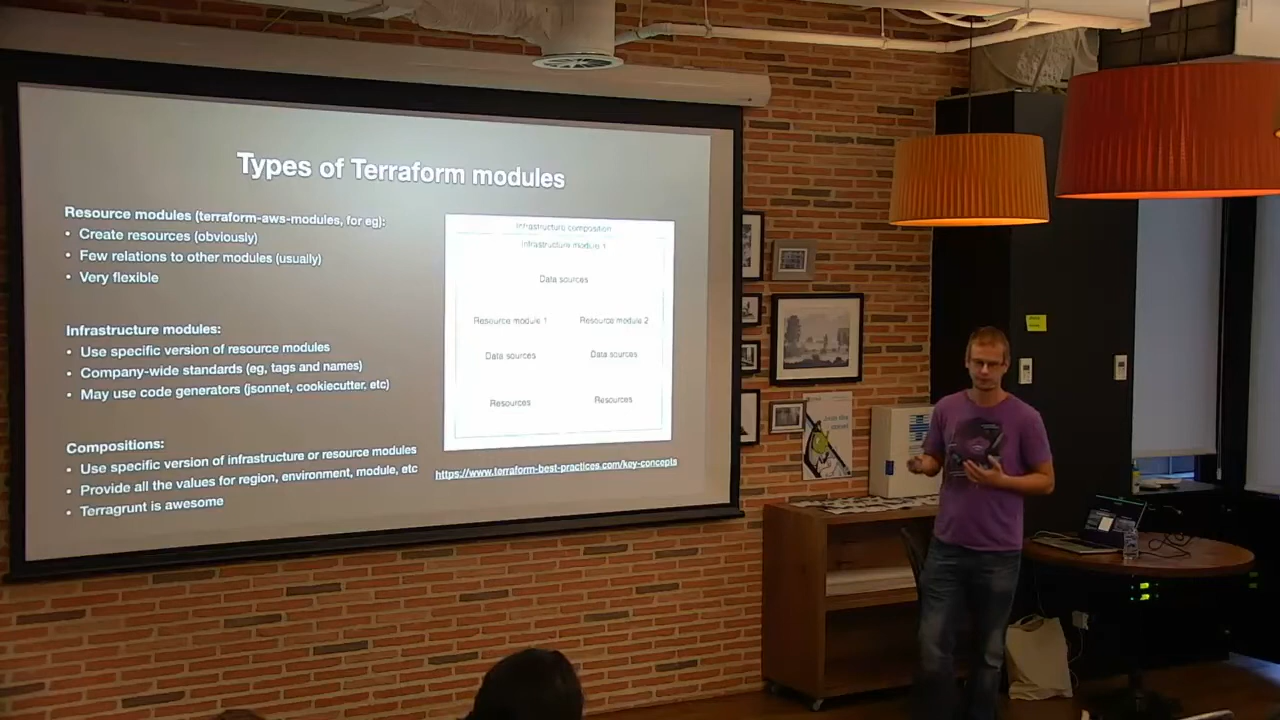 Types of Terraform modules
Resource modules (terraform-aws-modules, for eg):
• Create resources (obviously)
• Few relations to other modules (usually)
• Very flexible
Infrastructure modules:
• Use specific version of resource modules
• Company-wide standards (eg, tags and names)
• May use code generators (jsonnet, cookiecutter, etc)
Compositions:
• Use specific version of infrastructure or resource modules
• Provide all the values for region, environment, module, etc
• Terragrunt is awesome
Infrastructure composition
Infrastructure module 1
Data sources
Resource module 1
Resource module 2
Data sources
Data sources
Resources
Resources
https://www.terraform-best-practices.com/key-concepts